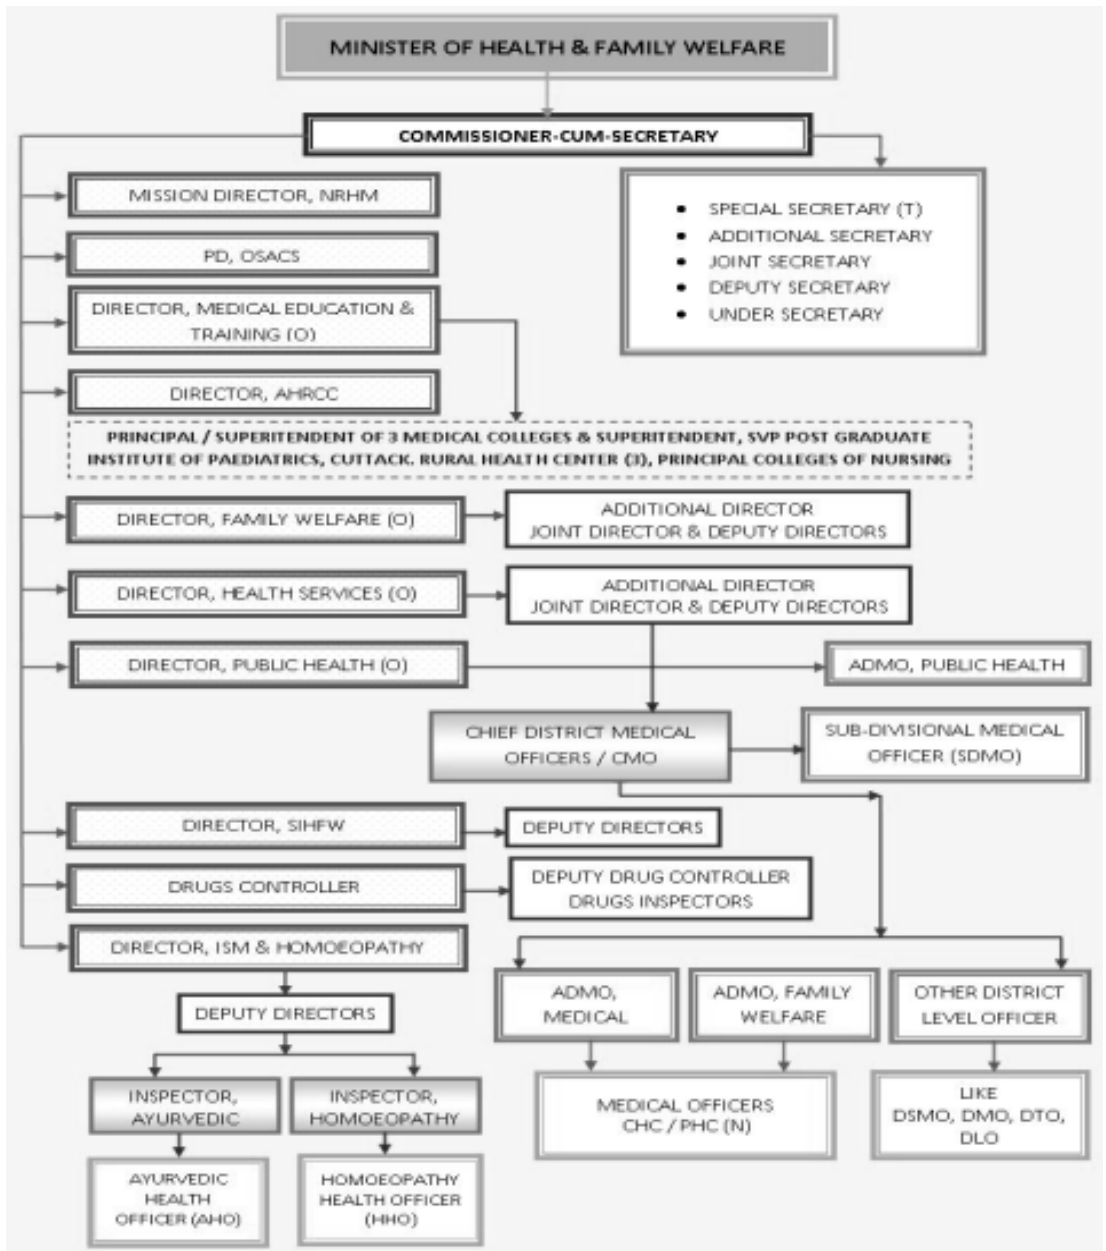 MINISTER OF HEALTH & FAMILY WELFARE
COMMISSIONER-CUM-SECRETARY
MISSION DIRECTOR, NRHM
• SPECIAL SECRETARY (T)
• ADDITIONAL SECRETARY
• JOINT SECRETARY
• DEPUTY SECRETARY
• UNDER SECRETARY
PD, OSACS
DIRECTOR, MEDICAL EDUCATION &
TRAINING (O)
DIRECTOR, AHRCC
PRINCIPAL / SUPERITENDENT OF 3 MEDICAL COLLEGES & SUPERITENDENT, SVP POST GRADUATE
INSTITUTE OF PAEDIATRICS, CUTTACK. RURAL HEALTH CENTER (3), PRINCIPAL COLLEGES OF NURSING
DIRECTOR, FAMILY WELFARE (O)
ADDITIONAL DIRECTOR
JOINT DIRECTOR & DEPUTY DIRECTORS
DIRECTOR, HEALTH SERVICES (O)
ADDITIONAL DIRECTOR
JOINT DIRECTOR & DEPUTY DIRECTORS
DIRECTOR, PUBLIC HEALTH (O)
ADMO, PUBLIC HEALTH
CHIEF DISTRICT MEDICAL
OFFICERS / CMO
SUB-DIVISIONAL MEDICAL
OFFICER (SDMO)
DIRECTOR, SIHFW
DEPUTY DIRECTORS
DRUGS CONTROLLER
DEPUTY DRUG CONTROLLER
DRUGS INSPECTORS
DIRECTOR, ISM & HOMOEOPATHY
DEPUTY DIRECTORS
ADMO,
MEDICAL
ADMO, FAMILY
WELFARE
OTHER DISTRICT
LEVEL OFFICER
INSPECTOR,
AYURVEDIC
INSPECTOR,
HOMOEOPATHY
MEDICAL OFFICERS
CHC / PHC (N)
LIKE
DSMO, DMO, DTO,
DLO
AYURVEDIC
HEALTH
OFFICER (AHO)
HOMOEOPATHY
HEALTH OFFICER
(HHO)